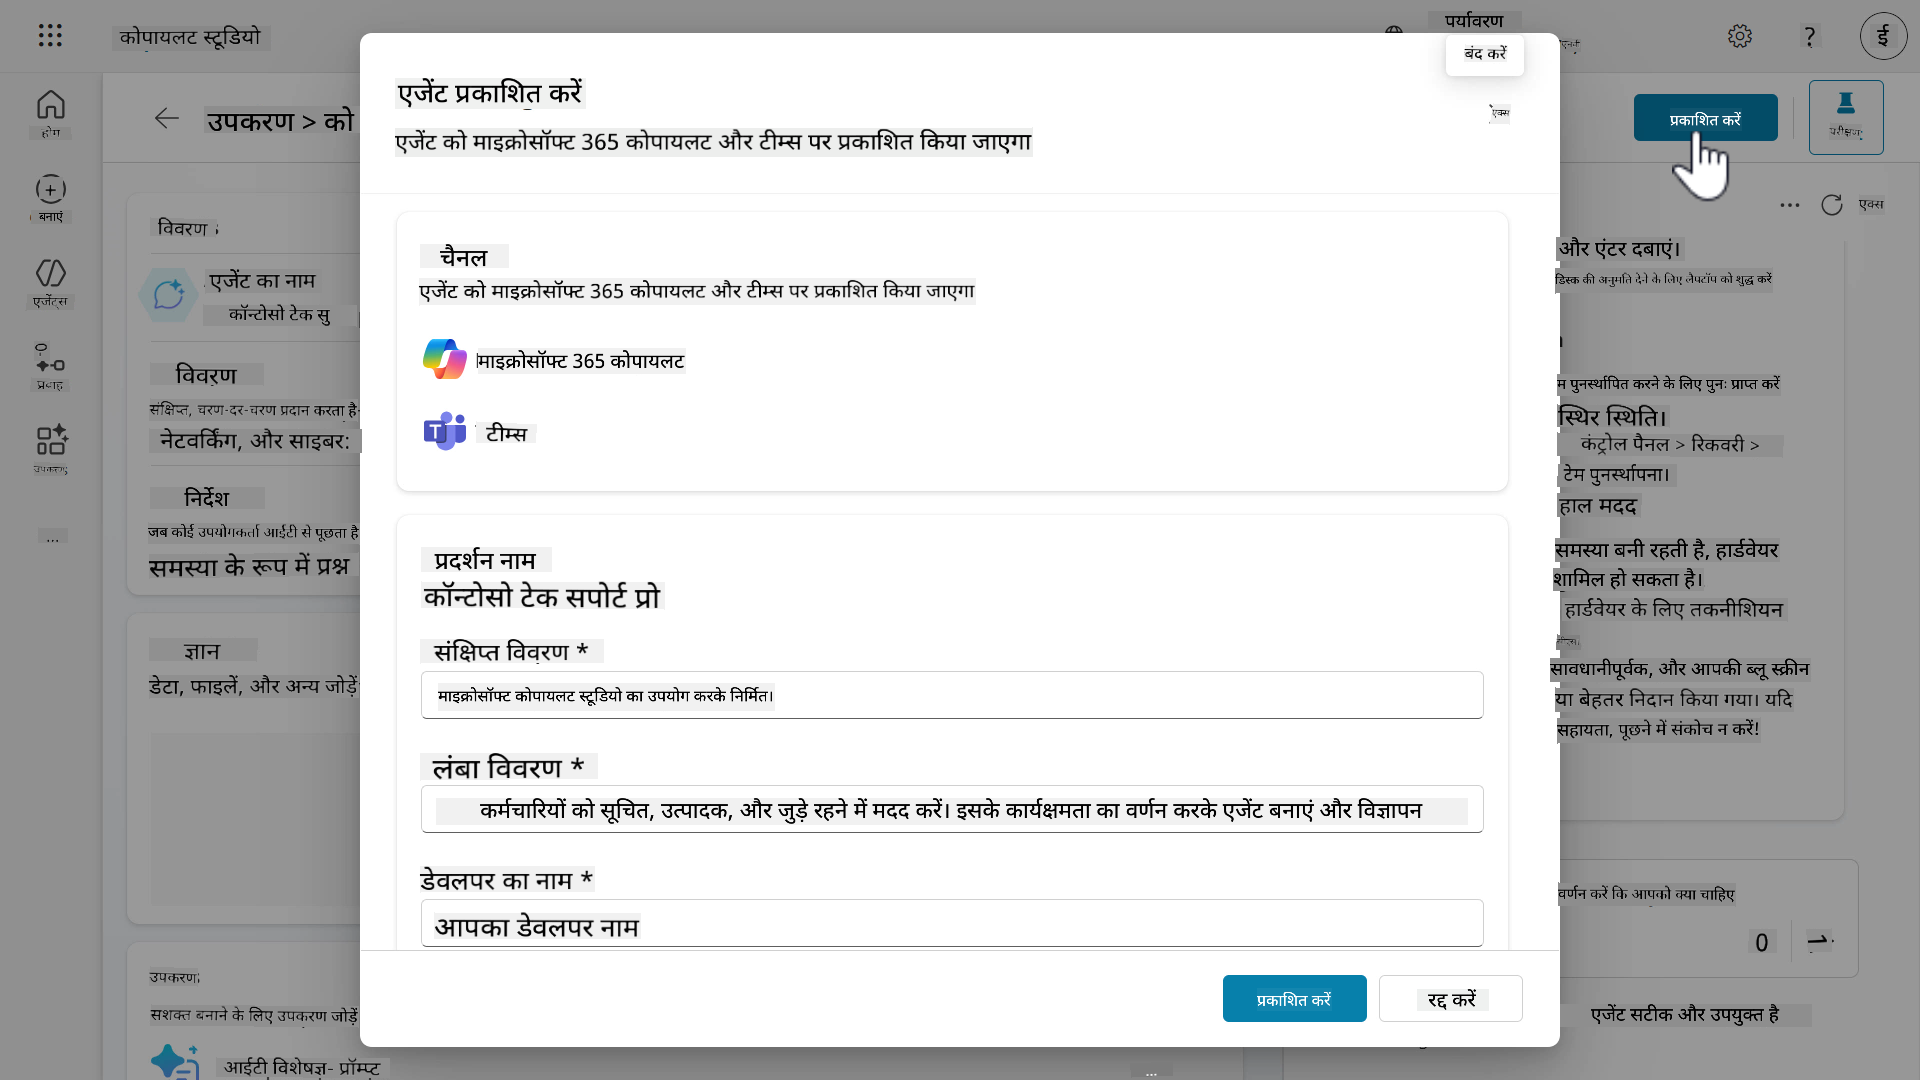 कोपायलट स्टूडियो
पर्यावरण
?
ई
बंद करें
होम
बनाएं
एजेंट्स
प्रवाह
...
उपकरण > को
प्रकाशित करें
एक्स
विवरण
एजेंट का नाम
कॉन्टोसो टेक सु
विवरण
संक्षिप्त, चरण-दर-चरण प्रदान करता है-
नेटवर्किंग, और साइबर:
निर्देश
जब कोई उपयोगकर्ता आईटी से पूछता है
समस्या के रूप में प्रश्न
ज्ञान
डेटा, फाइलें, और अन्य जोड़ें
उपकरण
सशक्त बनाने के लिए उपकरण जोड़ें
आईटी विशेषज्ञ- प्रॉम्प्ट
...
एजेंट प्रकाशित करें
एजेंट को माइक्रोसॉफ्ट 365 कोपायलट और टीम्स पर प्रकाशित किया जाएगा
एक्स
चैनल
एजेंट को माइक्रोसॉफ्ट 365 कोपायलट और टीम्स पर प्रकाशित किया जाएगा
माइक्रोसॉफ्ट 365 कोपायलट
टीम्स
प्रदर्शन नाम
कॉन्टोसो टेक सपोर्ट प्रो
संक्षिप्त विवरण *
माइक्रोसॉफ्ट कोपायलट स्टूडियो का उपयोग करके निर्मित।
लंबा विवरण *
कर्मचारियों को सूचित, उत्पादक, और जुड़े रहने में मदद करें। इसके कार्यक्षमता का वर्णन करके एजेंट बनाएं और विज्ञापन
डेवलपर का नाम *
आपका डेवलपर नाम
प्रकाशित करें
रद्द करें
और एंटर दबाएं।
डिस्क की अनुमति देने के लिए लैपटॉप को शुद्ध करें
म पुनर्स्थापित करने के लिए पुनः प्राप्त करें
स्थिर स्थिति।
कंट्रोल पैनल > रिकवरी >
टेम पुनर्स्थापना।
हाल मदद
समस्या बनी रहती है, हार्डवेयर
शामिल हो सकता है।
हार्डवेयर के लिए तकनीशियन
सावधानीपूर्वक, और आपकी ब्लू स्क्रीन
या बेहतर निदान किया गया। यदि
सहायता, पूछने में संकोच न करें!
वर्णन करें कि आपको क्या चाहिए
0
एजेंट सटीक और उपयुक्त है